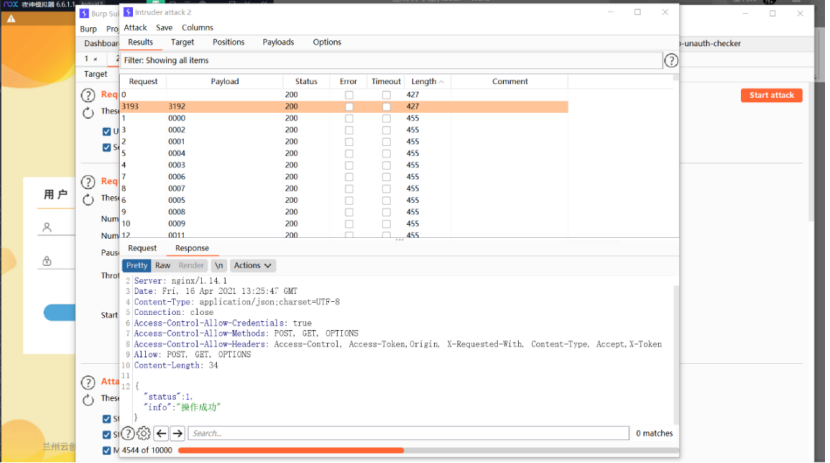 夜神模拟器 6.6.1.
Burp Su
Intruder attack 2
Burp Pro
Attack Save Columns
Dashboar
Results Target Positions Payloads Options
o-unauth-checker
1 × 2
Filter: Showing all items
Target
Request Payload Status Error Timeout Length Comment
0 200 427
3193 3192 200 427
1 0000 200 455
3 0002 200 455
2 0001 200 455
5 0004 200 455
4 0003 200 455
7 0006 200 455
8 0007 200 455
6 0005 200 455
9 0008 200 455
10 0009 200 455
12 0011 200 455
Start attack
Requ
These
U
Se
Requ
These
Num
Num
Paus
Thro
Start
用 户
Request Response
Pretty Raw Render \n Actions
2 Server: nginx/1.14.1
3 Date: Fri, 16 Apr 2021 13:25:47 GMT
4 Content-Type: application/json;charset=UTF-8
5 Connection: close
6 Access-Control-Allow-Credentials: true
7 Access-Control-Allow-Methods: POST, GET, OPTIONS
8 Access-Control-Allow-Headers: Access-Control, Access-Token,Origin, X-Requested-With, Content-Type, Accept,X-Token
9 Allow: POST, GET, OPTIONS
10 Content-Length: 34
11
12 {
"status":1,
"info":"操作成功"
}
Atta
These
St
St
M
兰州云
Search...
0 matches
4544 of 10000